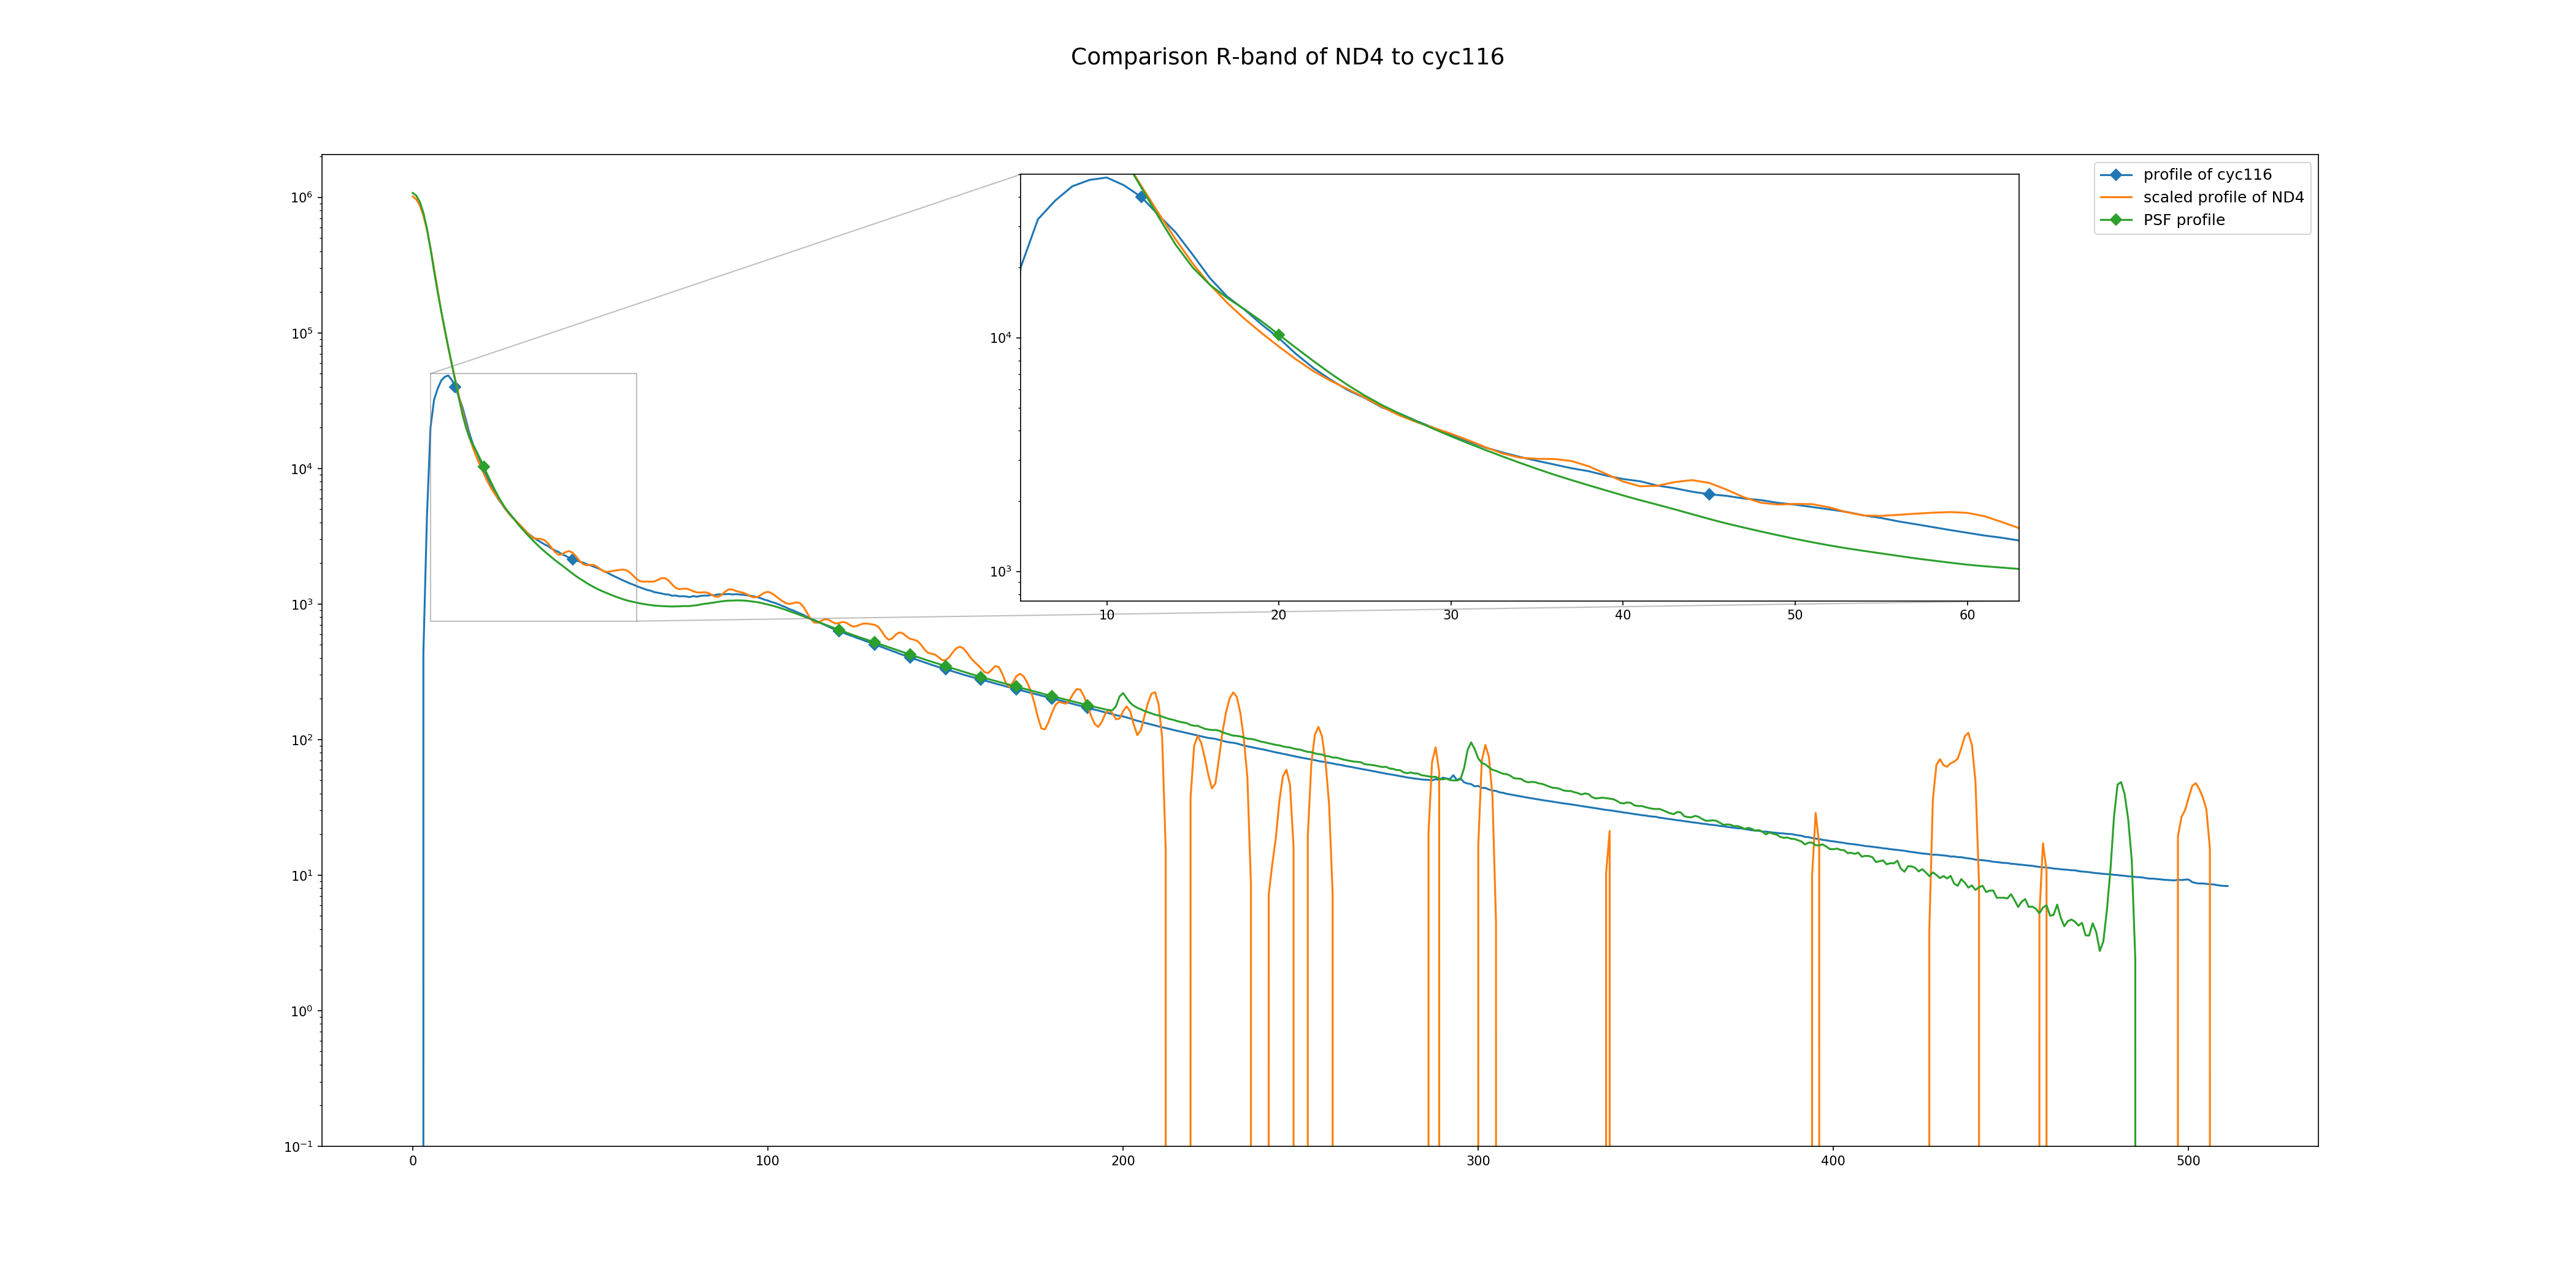 Comparison R-band of ND4 to cyc116
profile of cyc116
scaled profile of ND4
PSF profile
10⁶
10⁵
10⁴
10³
10²
10¹
10⁰
10⁻¹
0 100 200 300 400 500
10⁴
10³
10 20 30 40 50 60